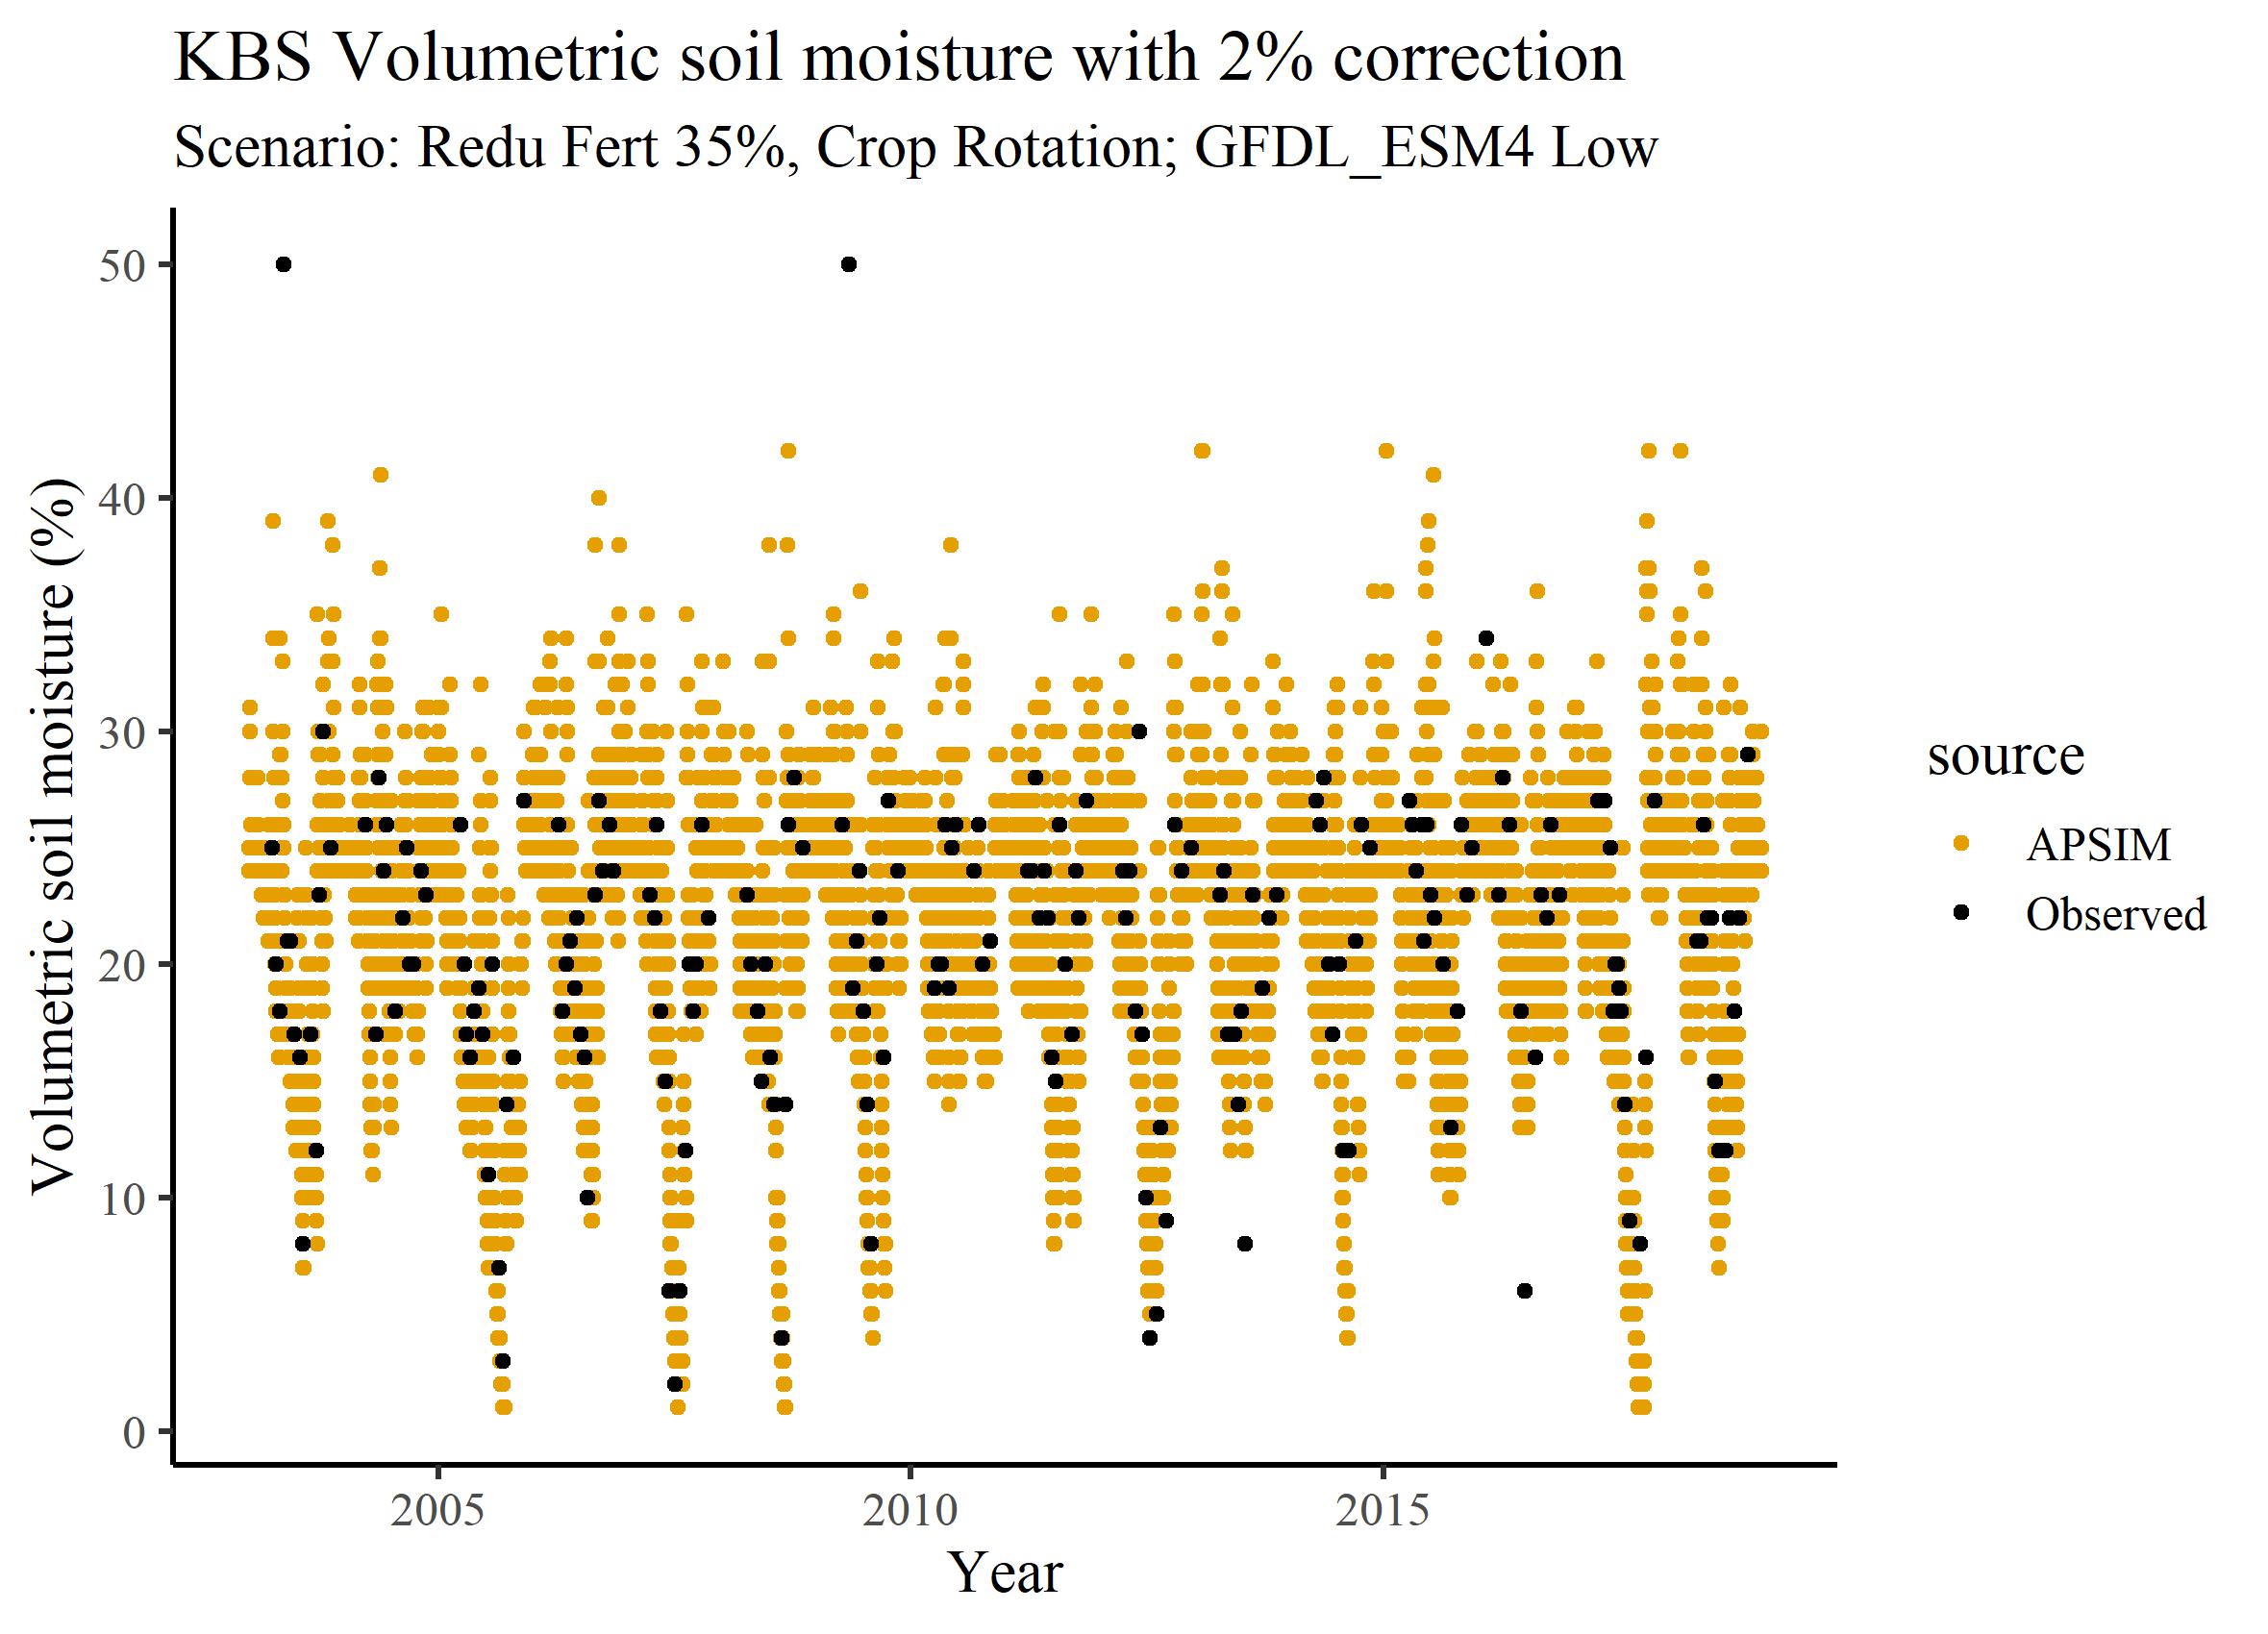 KBS Volumetric soil moisture with 2% correction
Scenario: Redu Fert 35%, Crop Rotation; GFDL_ESM4 Low
Volumetric soil moisture (%)
50
40
30
20
10
0
2005
2010
2015
Year
source
APSIM
Observed